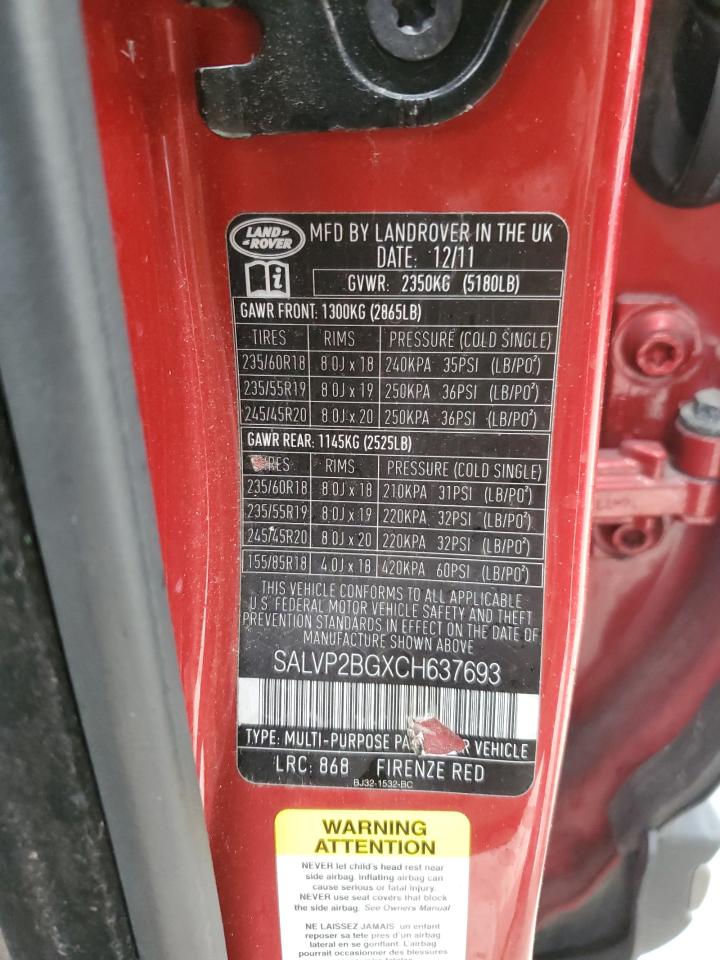 LAND ROVER
MFD BY LANDROVER IN THE UK
DATE: 12/11
i
GVWR: 2350KG (5180LB)
GAWR FRONT: 1300KG (2865LB)
TIRES RIMS PRESSURE (COLD SINGLE)
235/60R18 8.0J x 18 240KPA 35PSI (LB/PO²)
235/55R19 8.0J x 19 250KPA 36PSI (LB/PO²)
245/45R20 8.0J x 20 250KPA 36PSI (LB/PO²)
GAWR REAR: 1145KG (2525LB)
RES RIMS PRESSURE (COLD SINGLE)
235/60R18 8.0J x 18 210KPA 31PSI (LB/PO²)
235/55R19 8.0J x 19 220KPA 32PSI (LB/PO²)
245/45R20 8.0J x 20 220KPA 32PSI (LB/PO²)
155/85R18 4.0J x 18 420KPA 60PSI (LB/PO²)
THIS VEHICLE CONFORMS TO ALL APPLICABLE
U.S. FEDERAL MOTOR VEHICLE SAFETY AND THEFT
PREVENTION STANDARDS IN EFFECT ON THE DATE OF
MANUFACTURE SHOWN ABOVE
SALVP2BGXCH637693
TYPE: MULTI-PURPOSE PA R VEHICLE
LRC: 868 FIRENZE RED
BJ32-1532-BC
WARNING
ATTENTION
NEVER let child's head rest near
side airbag, inflating airbag can
cause serious or fatal injury.
NEVER use seat covers that block
the side airbag. See Owners Manual
NE LAISSEZ JAMAIS un enfant
reposer sa tete pres d'un airbag
lateral en se gonflant. L'airbag
pourrait occasionner des blessures